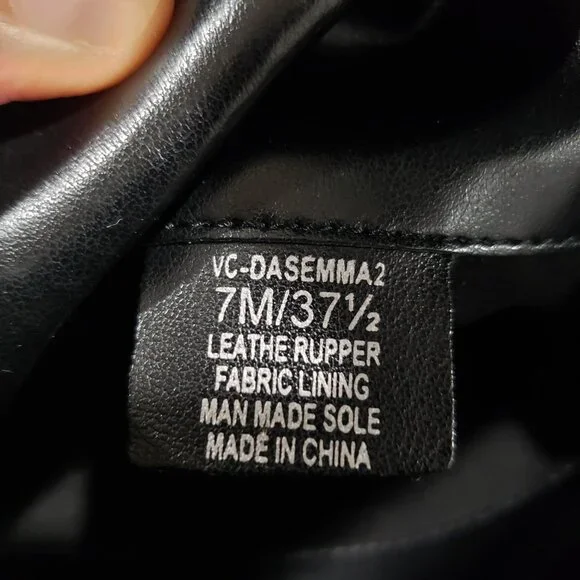 VC-DASEMMA2
7M/37½
LEATHE RUPPER
FABRIC LINING
MAN MADE SOLE
MADE IN CHINA